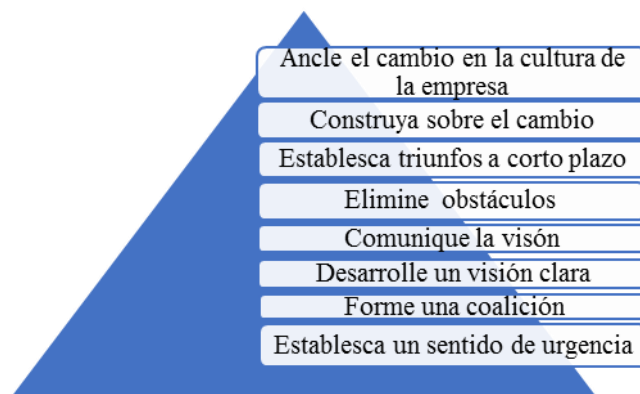 Ancle el cambio en la cultura de
la empresa
Construya sobre el cambio
Establesca triunfos a corto plazo
Elimine obstáculos
Comunique la visón
Desarrolle un visión clara
Forme una coalición
Establesca un sentido de urgencia